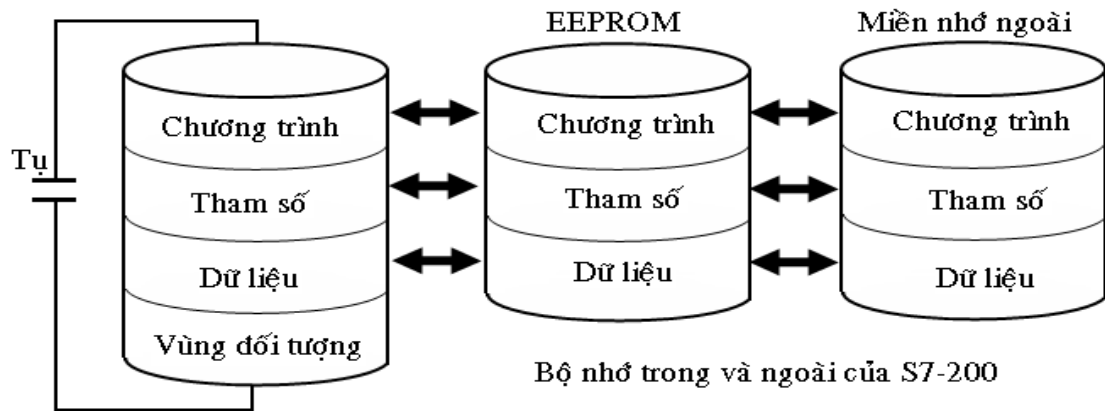 EEPROM
Miền nhớ ngoài
Tụ
Chương trình
Tham số
Dữ liệu
Vùng đối tượng
Chương trình
Tham số
Dữ liệu
Chương trình
Tham số
Dữ liệu
Bộ nhớ trong và ngoài của S7-200